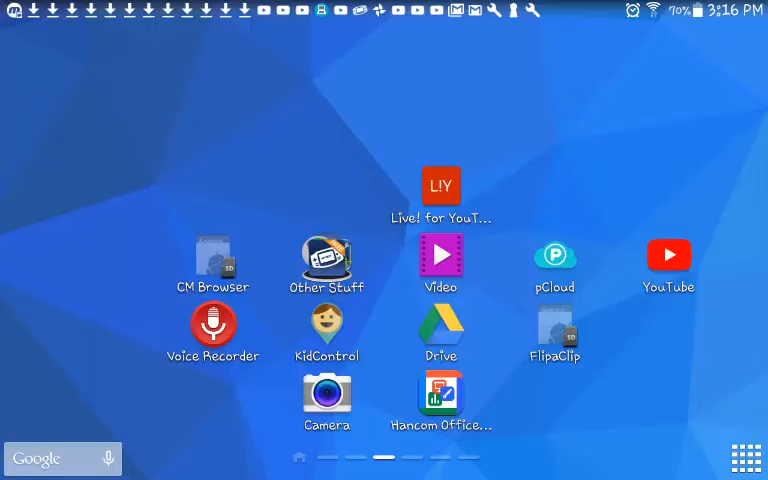 70% 3:16 PM
L!Y
Live! for YouT...
CM Browser
Other Stuff
Video
pCloud
YouTube
Voice Recorder
KidControl
Drive
FlipaClip
Camera
Hancom Office...
Google